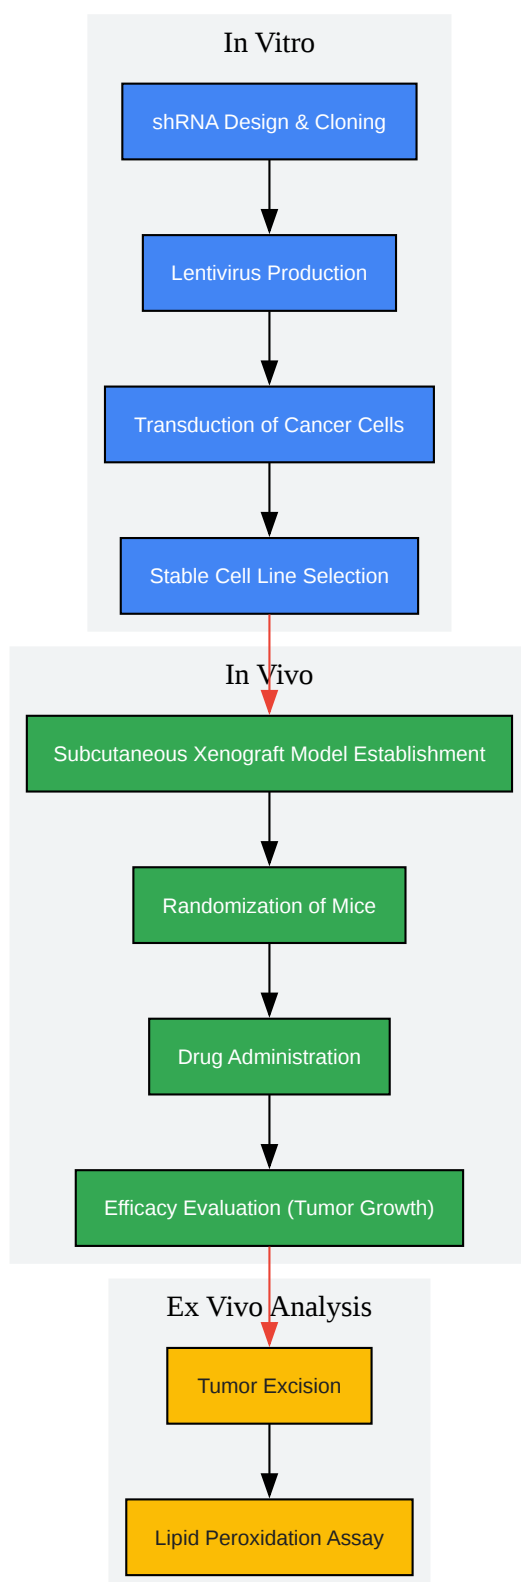 In Vitro
shRNA Design & Cloning
Lentivirus Production
Transduction of Cancer Cells
Stable Cell Line Selection
In Vivo
Subcutaneous Xenograft Model Establishment
Randomization of Mice
Drug Administration
Efficacy Evaluation (Tumor Growth)
Ex Vivo Analysis
Tumor Excision
Lipid Peroxidation Assay